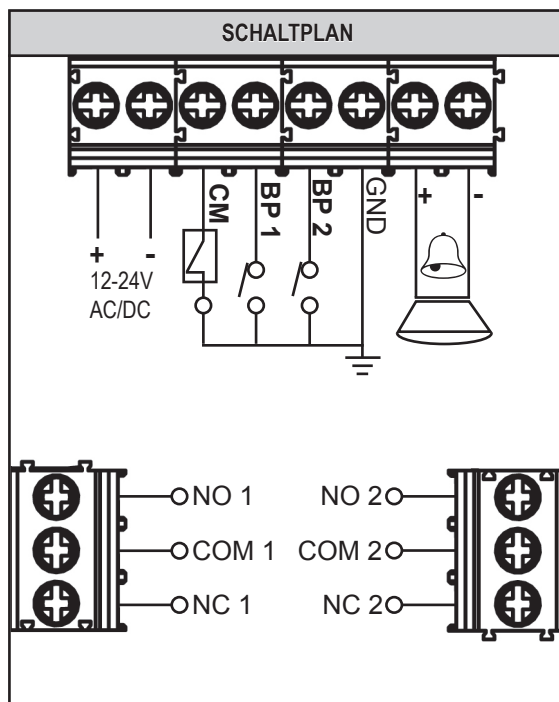 SCHALTPLAN
+ -
12-24V
AC/DC
CM
BP 1
BP 2
GND
+ -
NO 1
COM 1
NC 1
NO 2
COM 2
NC 2